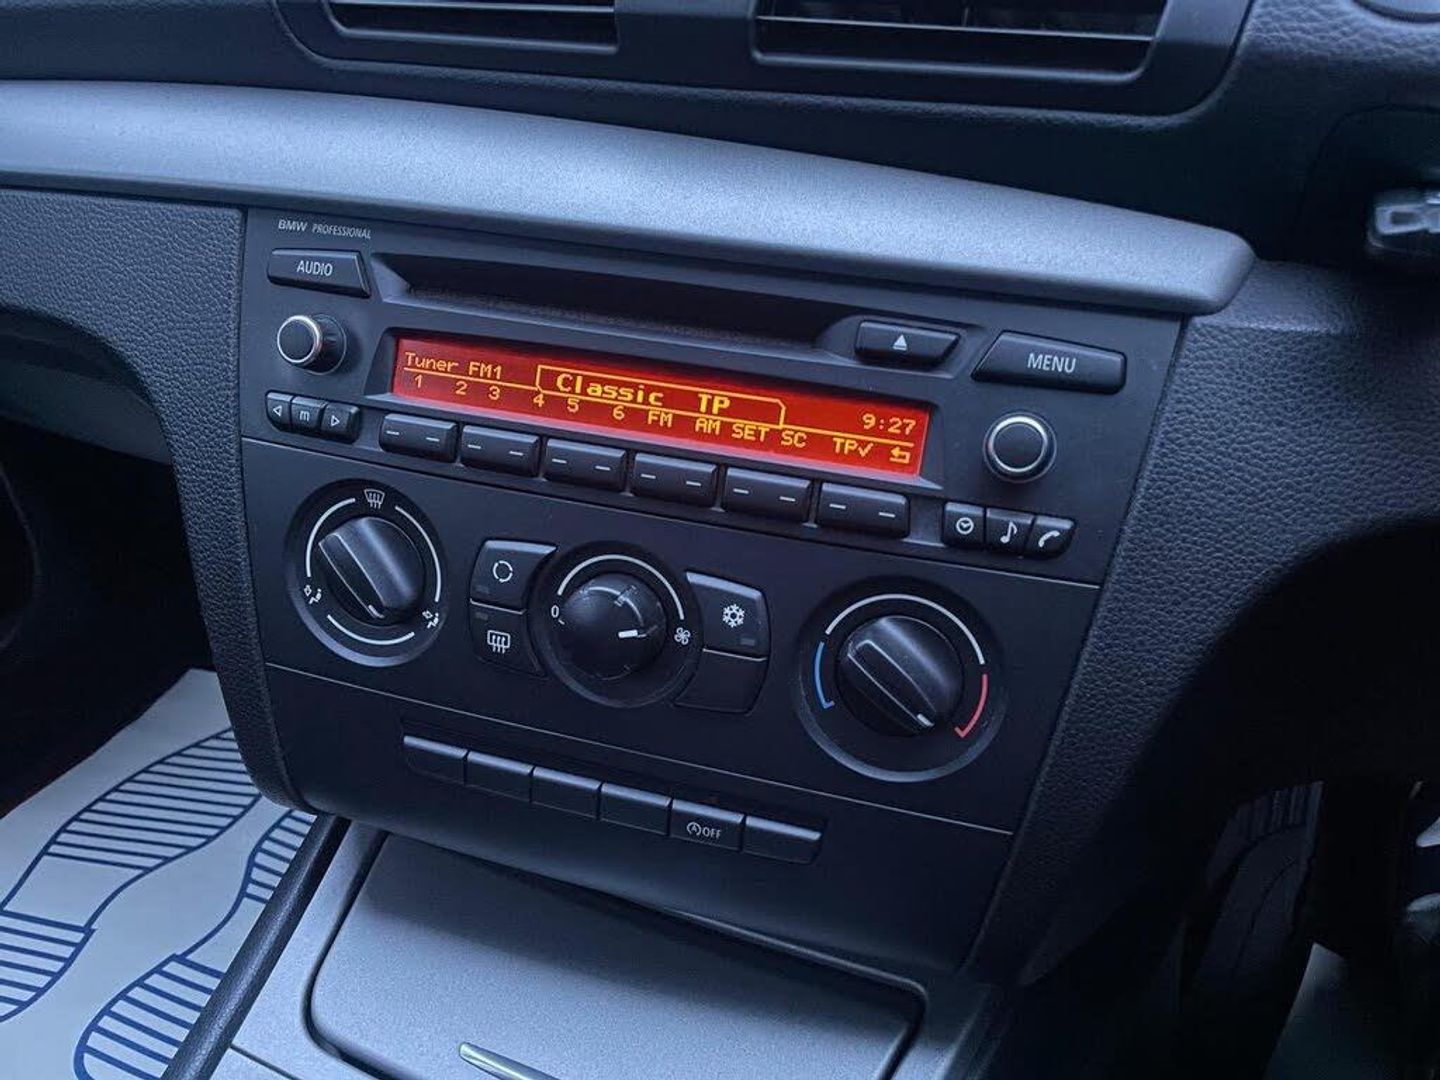 BMW PROFESSIONAL
AUDIO
MENU
Tuner FM1
Classic TP
9:27
1 2 3 4 5 6 FM AM SET SC TP✓
m
0
OFF